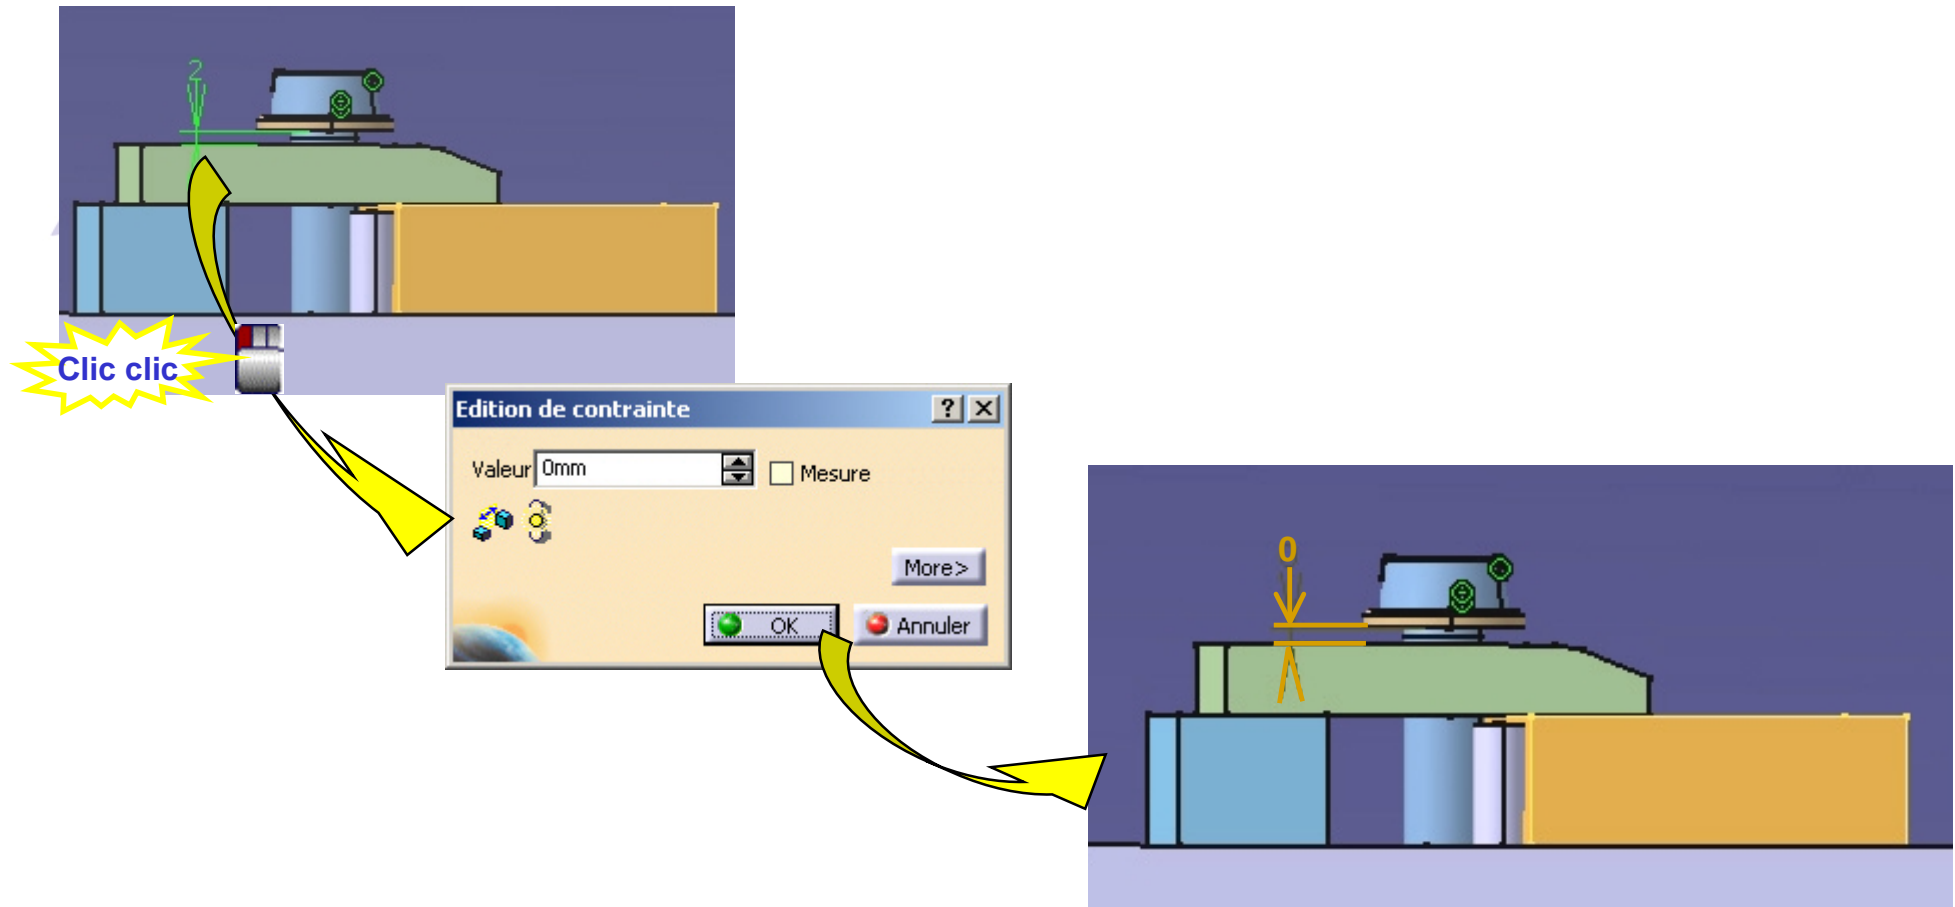 2
Clic clic
Edition de contrainte
Valeur 0mm Mesure
More>
OK Annuler
0